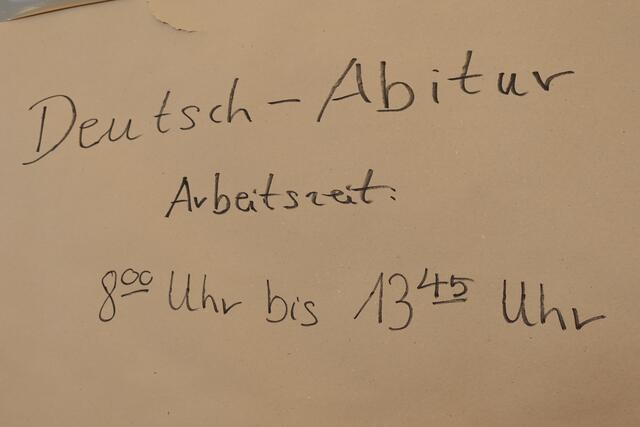 Deutsch-Abitur
Arbeitszeit:
8⁰⁰ Uhr bis 13⁴⁵ Uhr